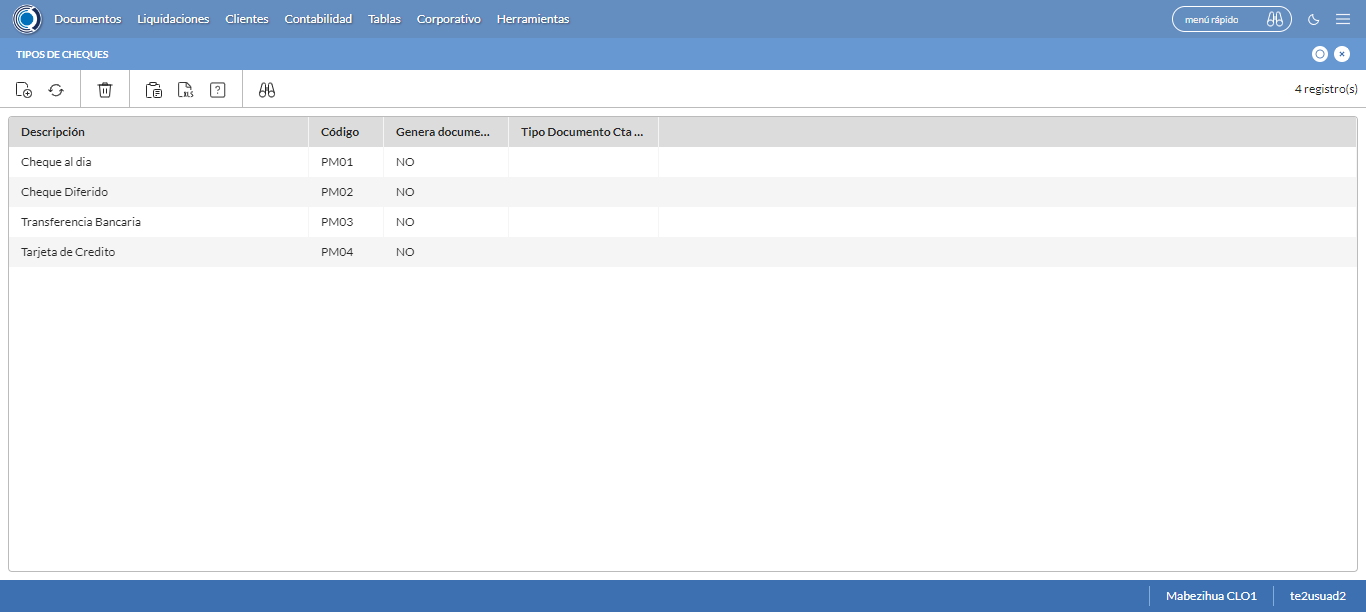 Documentos Liquidaciones Clientes Contabilidad Tablas Corporativo Herramientas menú rápido
TIPOS DE CHEQUES
XLS ? 4 registro(s)
Descripción Código Genera docume... Tipo Documento Cta ...
Cheque al dia PM01 NO
Cheque Diferido PM02 NO
Transferencia Bancaria PM03 NO
Tarjeta de Credito PM04 NO
Mabezihua CLO1 te2usuad2